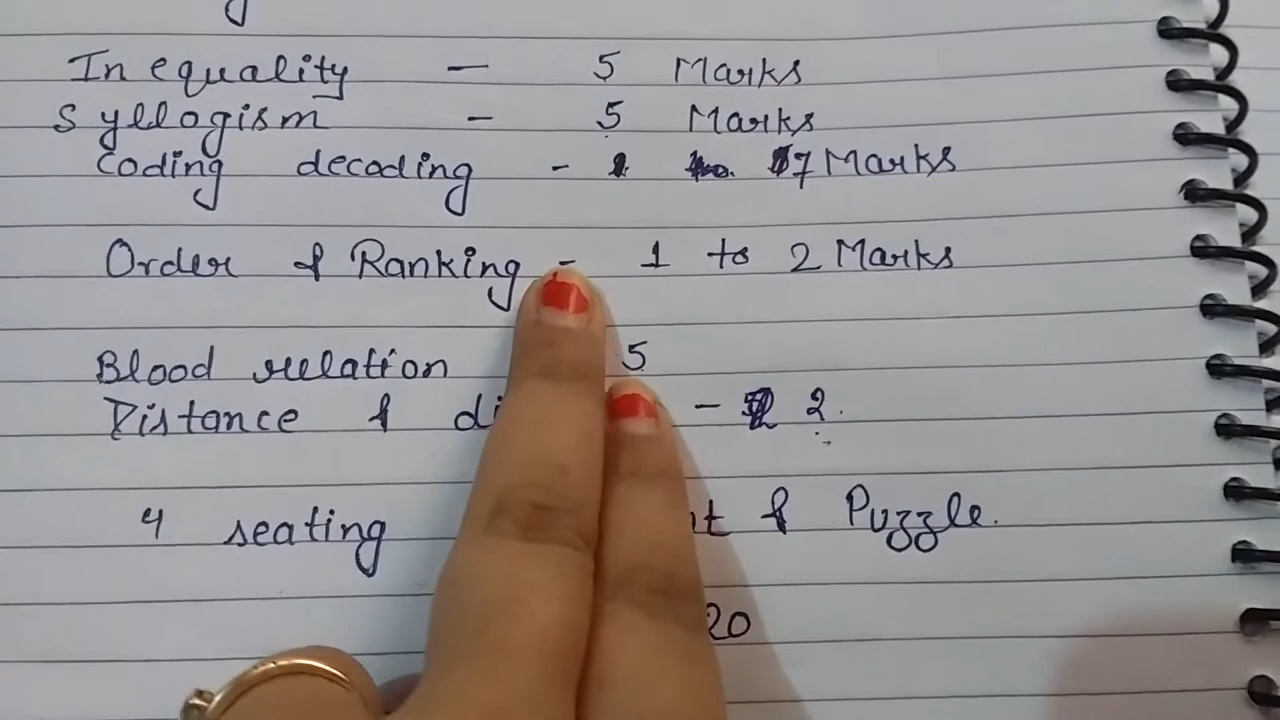 Inequality - 5 Marks
Syllogism - 5 Marks
Coding decoding - 7 Marks
Order & Ranking - 1 to 2 Marks
Blood relation 5
Distance & di - 2.
4 seating & Puzzle.
20